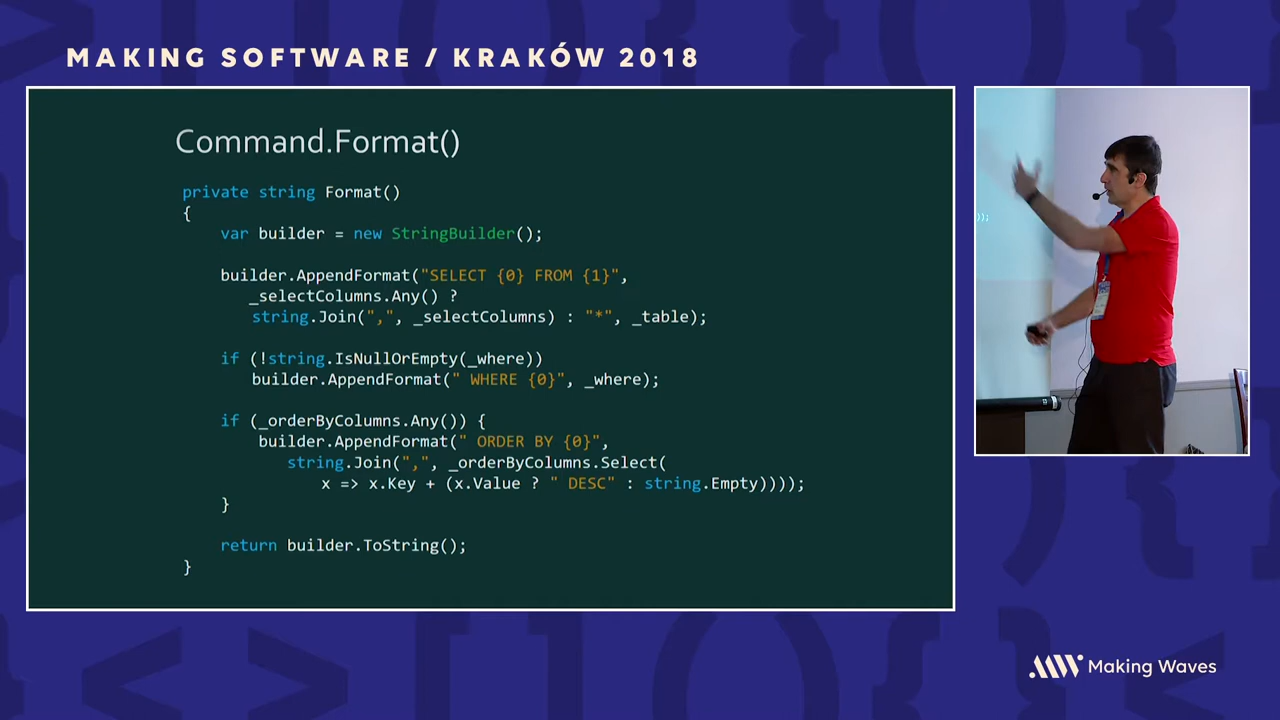 MAKING SOFTWARE / KRAKÓW 2018
Command.Format()
private string Format()
{
var builder = new StringBuilder();
builder.AppendFormat("SELECT {0} FROM {1}",
_selectColumns.Any() ?
string.Join(",", _selectColumns) : "*", _table);
if (!string.IsNullOrEmpty(_where))
builder.AppendFormat(" WHERE {0}", _where);
if (_orderByColumns.Any()) {
builder.AppendFormat(" ORDER BY {0}",
string.Join(",", _orderByColumns.Select(
x => x.Key + (x.Value ? " DESC" : string.Empty))));
}
return builder.ToString();
}
));
Making Waves